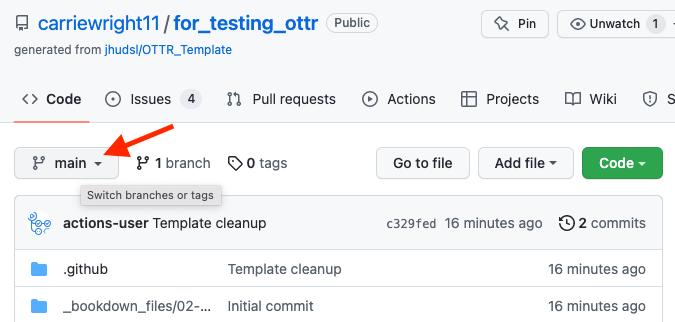 carriewright11 / for_testing_ottr Public Pin Unwatch 1
generated from jhudsl/OTTR_Template
Code Issues 4 Pull requests Actions Projects Wiki S
main 1 branch 0 tags Go to file Add file Code
Switch branches or tags
actions-user Template cleanup c329fed 16 minutes ago 2 commits
.github Template cleanup 16 minutes ago
_bookdown_files/02-... Initial commit 16 minutes ago